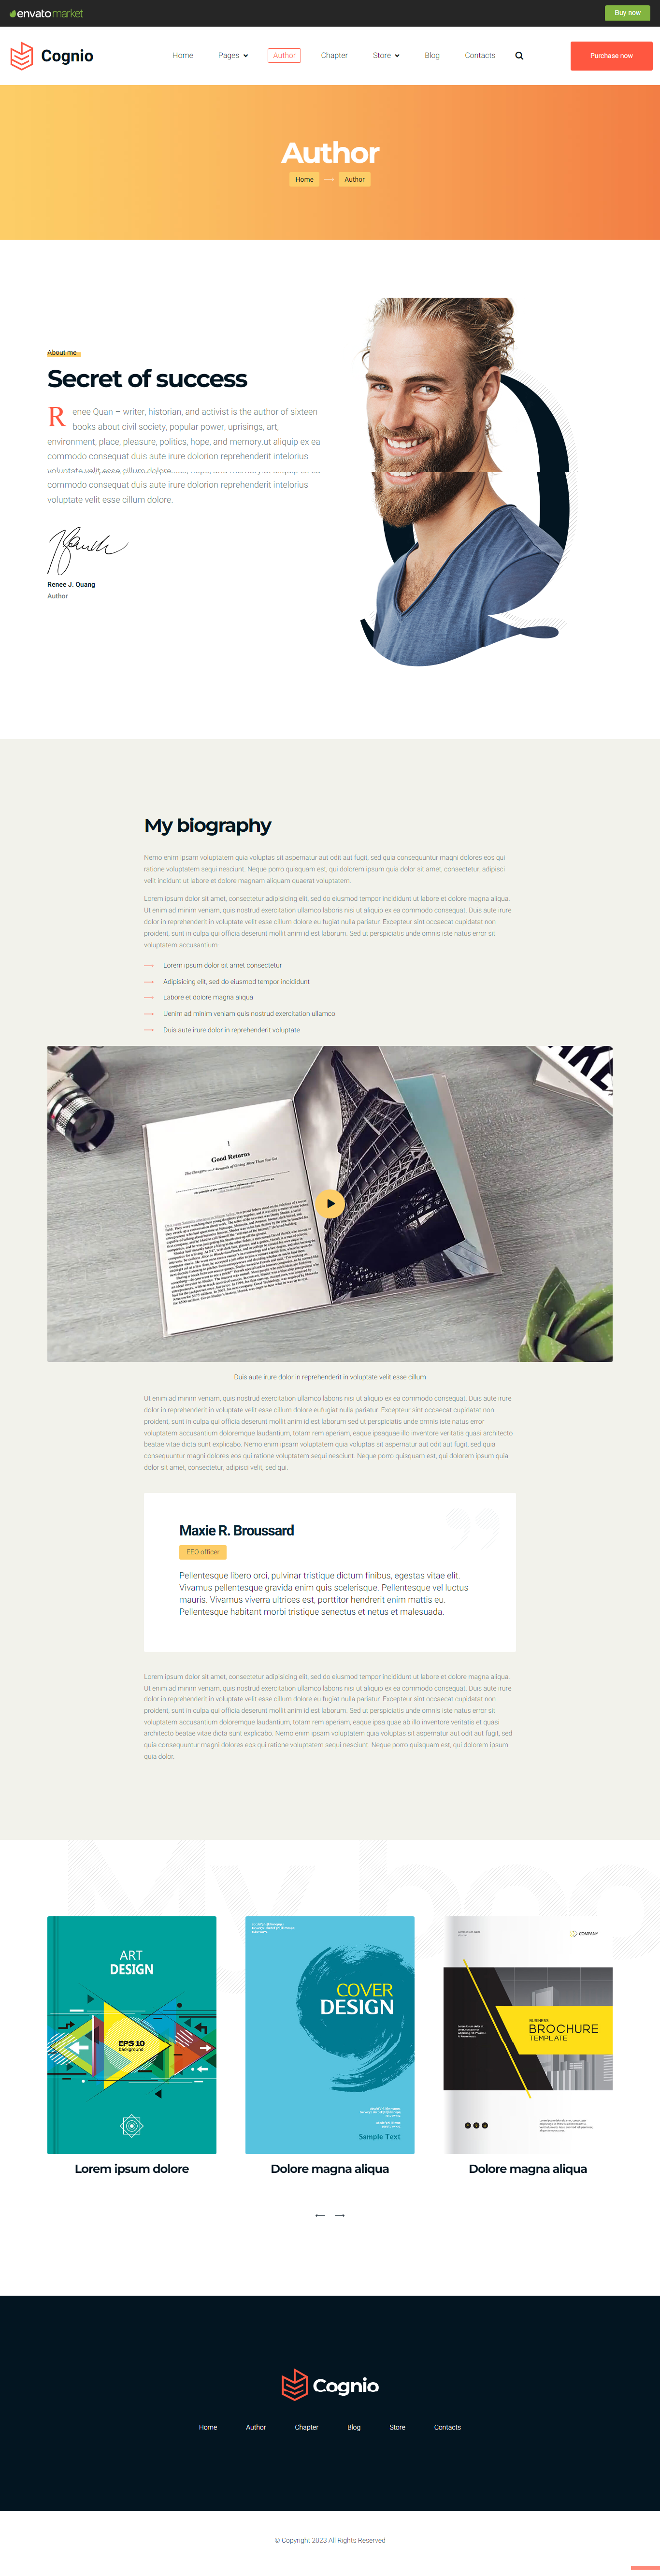 envato market
Buy now
Cognio
Home
Pages
Author
Chapter
Store
Blog
Contacts
Purchase now
Author
Home
Author
About me
Secret of success
Renee Quan – writer, historian, and activist is the author of sixteen
books about civil society, popular power, uprisings, art,
environment, place, pleasure, politics, hope, and memory.ut aliquip ex ea
commodo consequat duis aute irure dolorion reprehenderit intelorius
commodo consequat duis aute irure dolorion reprehenderit intelorius
voluptate velit esse cillum dolore.
Renee J. Quang
Author
My biography
Nemo enim ipsam voluptatem quia voluptas sit aspernatur aut odit aut fugit, sed quia consequuntur magni dolores eos qui
ratione voluptatem sequi nesciunt. Neque porro quisquam est, qui dolorem ipsum quia dolor sit amet, consectetur, adipisci
velit incidunt ut labore et dolore magnam aliquam quaerat voluptatem.
Lorem ipsum dolor sit amet, consectetur adipisicing elit, sed do eiusmod tempor incididunt ut labore et dolore magna aliqua.
Ut enim ad minim veniam, quis nostrud exercitation ullamco laboris nisi ut aliquip ex ea commodo consequat. Duis aute irure
dolor in reprehenderit in voluptate velit esse cillum dolore eu fugiat nulla pariatur. Excepteur sint occaecat cupidatat non
proident, sunt in culpa qui officia deserunt mollit anim id est laborum. Sed ut perspiciatis unde omnis iste natus error sit
voluptatem accusantium:
Lorem ipsum dolor sit amet consectetur
Adipisicing elit, sed do eiusmod tempor incididunt
Labore et dolore magna aliqua
Uenim ad minim veniam quis nostrud exercitation ullamco
Duis aute irure dolor in reprehenderit voluptate
1
Good Returns
Duis aute irure dolor in reprehenderit in voluptate velit esse cillum
Ut enim ad minim veniam, quis nostrud exercitation ullamco laboris nisi ut aliquip ex ea commodo consequat. Duis aute irure
dolor in reprehenderit in voluptate velit esse cillum dolore eufugiat nulla pariatur. Excepteur sint occaecat cupidatat non
proident, sunt in culpa qui officia deserunt mollit anim id est laborum sed ut perspiciatis unde omnis iste natus error
voluptatem accusantium doloremque laudantium, totam rem aperiam, eaque ipsaquae illo inventore veritatis quasi architecto
beatae vitae dicta sunt explicabo. Nemo enim ipsam voluptatem quia voluptas sit aspernatur aut odit aut fugit, sed quia
consequuntur magni dolores eos qui ratione voluptatem sequi nesciunt. Neque porro quisquam est, qui dolorem ipsum quia
dolor sit amet, consectetur, adipisci velit, sed qui.
Maxie R. Broussard
EEO officer
Pellentesque libero orci, pulvinar tristique dictum finibus, egestas vitae elit.
Vivamus pellentesque gravida enim quis scelerisque. Pellentesque vel luctus
mauris. Vivamus viverra ultrices est, porttitor hendrerit enim mattis eu.
Pellentesque habitant morbi tristique senectus et netus et malesuada.
Lorem ipsum dolor sit amet, consectetur adipisicing elit, sed do eiusmod tempor incididunt ut labore et dolore magna aliqua.
Ut enim ad minim veniam, quis nostrud exercitation ullamco laboris nisi ut aliquip ex ea commodo consequat. Duis aute irure
dolor in reprehenderit in voluptate velit esse cillum dolore eu fugiat nulla pariatur. Excepteur sint occaecat cupidatat non
proident, sunt in culpa qui officia deserunt mollit anim id est laborum. Sed ut perspiciatis unde omnis iste natus error sit
voluptatem accusantium doloremque laudantium, totam rem aperiam, eaque ipsa quae ab illo inventore veritatis et quasi
architecto beatae vitae dicta sunt explicabo. Nemo enim ipsam voluptatem quia voluptas sit aspernatur aut odit aut fugit, sed
quia consequuntur magni dolores eos qui ratione voluptatem sequi nesciunt. Neque porro quisquam est, qui dolorem ipsum
quia dolor.
My boo
ART
DESIGN
EPS 10
background
COVER
DESIGN
Sample Text
COMPANY
BUSINESS
BROCHURE
TEMPLATE
Lorem ipsum dolore
Dolore magna aliqua
Dolore magna aliqua
Cognio
Home
Author
Chapter
Blog
Store
Contacts
© Copyright 2023 All Rights Reserved